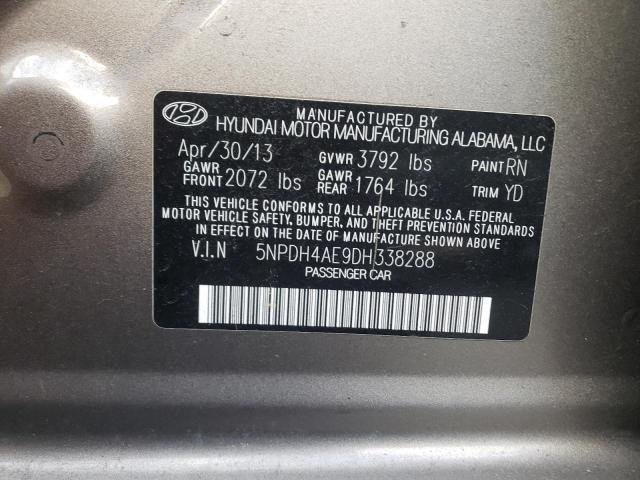 MANUFACTURED BY
HYUNDAI MOTOR MANUFACTURING ALABAMA, LLC
Apr/30/13 GVWR 3792 lbs PAINT RN
GAWR FRONT 2072 lbs GAWR REAR 1764 lbs TRIM YD
THIS VEHICLE CONFORMS TO ALL APPLICABLE U.S.A. FEDERAL
MOTOR VEHICLE SAFETY, BUMPER, AND THEFT PREVENTION STANDARDS
IN EFFECT ON THE DATE OF MANUFACTURE SHOWN ABOVE
V.I.N 5NPDH4AE9DH338288
PASSENGER CAR